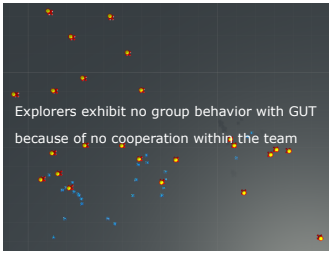 Explorers exhibit no group behavior with GUT
because of no cooperation within the team